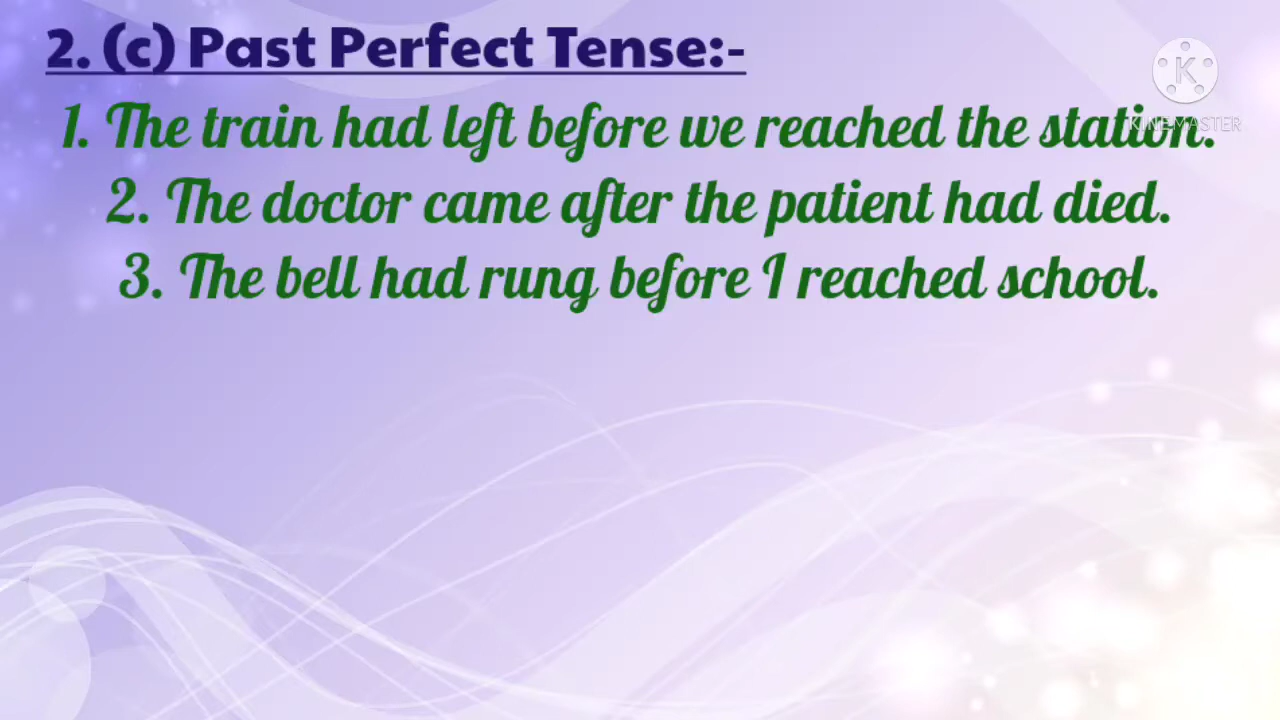 2. (c) Past Perfect Tense:-
K
KINEMASTER
1. The train had left before we reached the station.
2. The doctor came after the patient had died.
3. The bell had rung before I reached school.